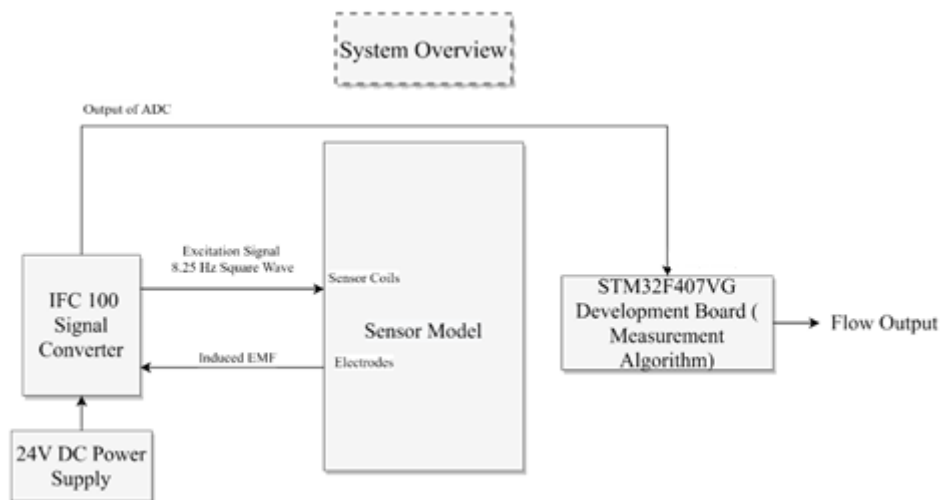 System Overview
Output of ADC
Excitation Signal
8.25 Hz Square Wave
Sensor Coils
IFC 100
Signal
Converter
Sensor Model
Induced EMF
Electrodes
STM32F407VG
Development Board (
Measurement
Algorithm)
Flow Output
24V DC Power
Supply